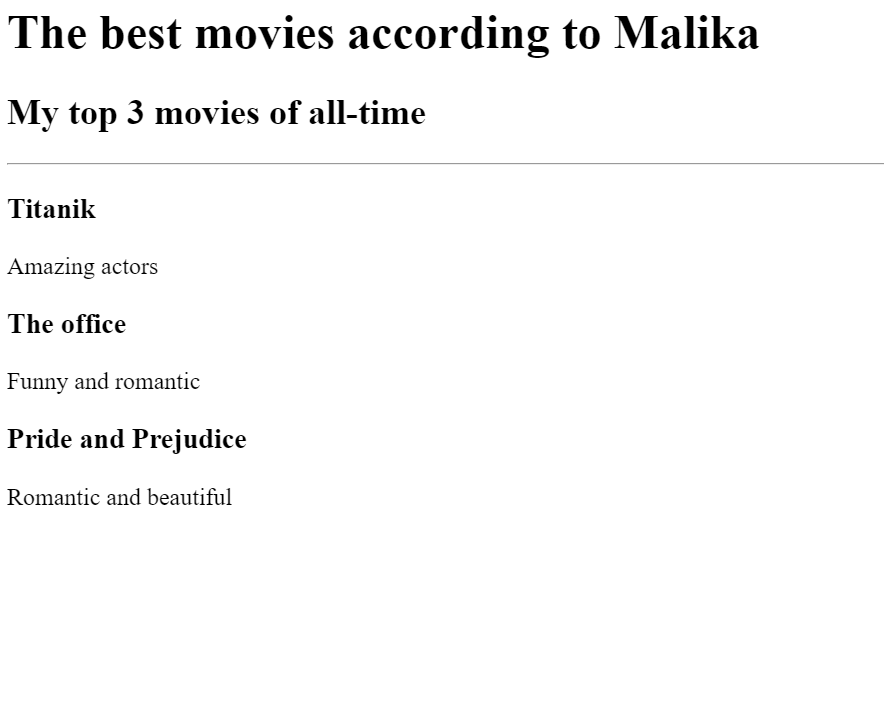 The best movies according to Malika
My top 3 movies of all-time
Titanik
Amazing actors
The office
Funny and romantic
Pride and Prejudice
Romantic and beautiful